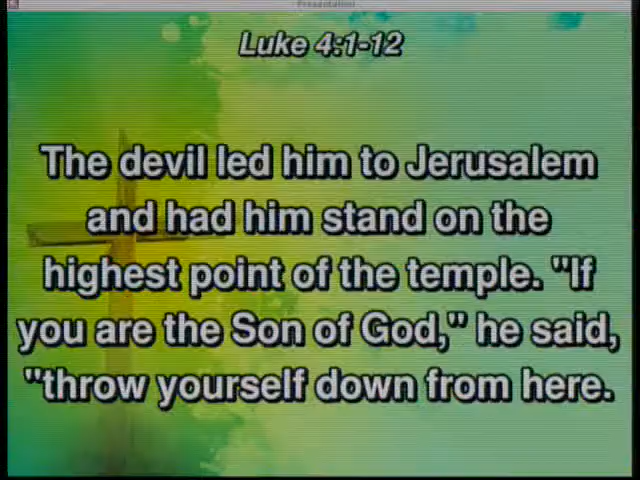 Presentation
Luke 4:1-12
The devil led him to Jerusalem
and had him stand on the
highest point of the temple. "If
you are the Son of God," he said,
"throw yourself down from here.